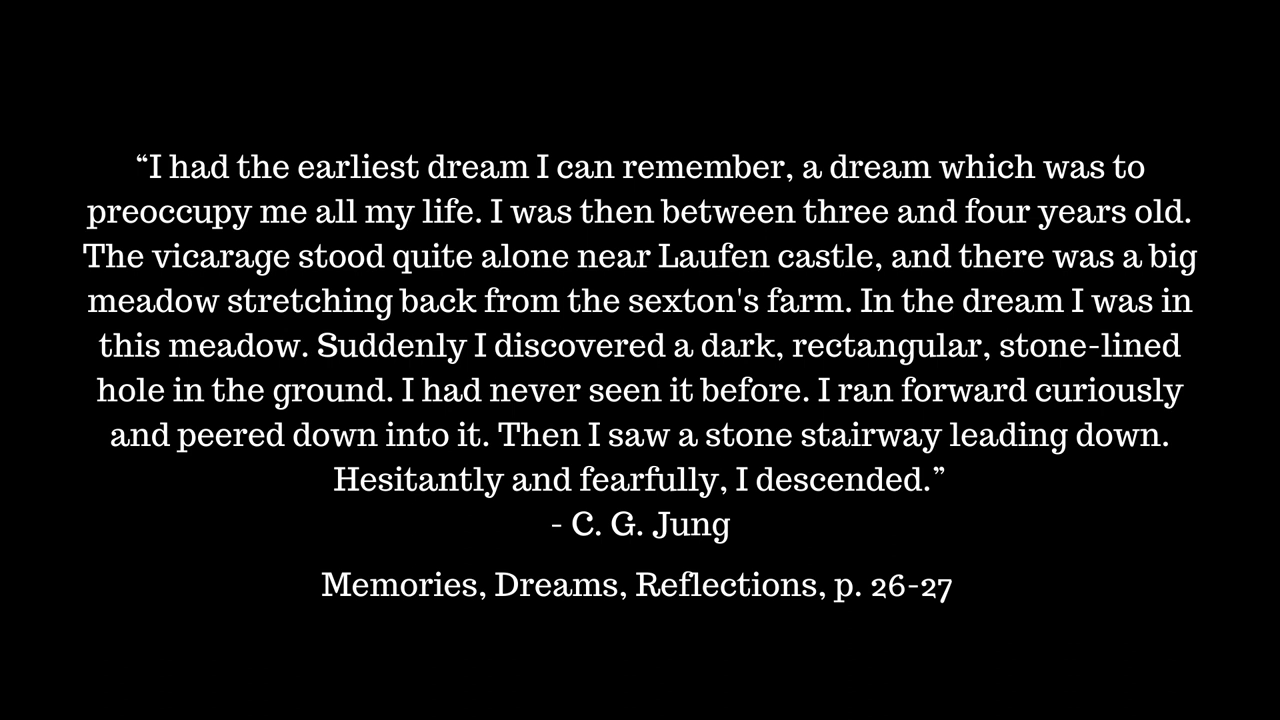 “I had the earliest dream I can remember, a dream which was to
preoccupy me all my life. I was then between three and four years old.
The vicarage stood quite alone near Laufen castle, and there was a big
meadow stretching back from the sexton's farm. In the dream I was in
this meadow. Suddenly I discovered a dark, rectangular, stone-lined
hole in the ground. I had never seen it before. I ran forward curiously
and peered down into it. Then I saw a stone stairway leading down.
Hesitantly and fearfully, I descended.”
- C. G. Jung
Memories, Dreams, Reflections, p. 26-27